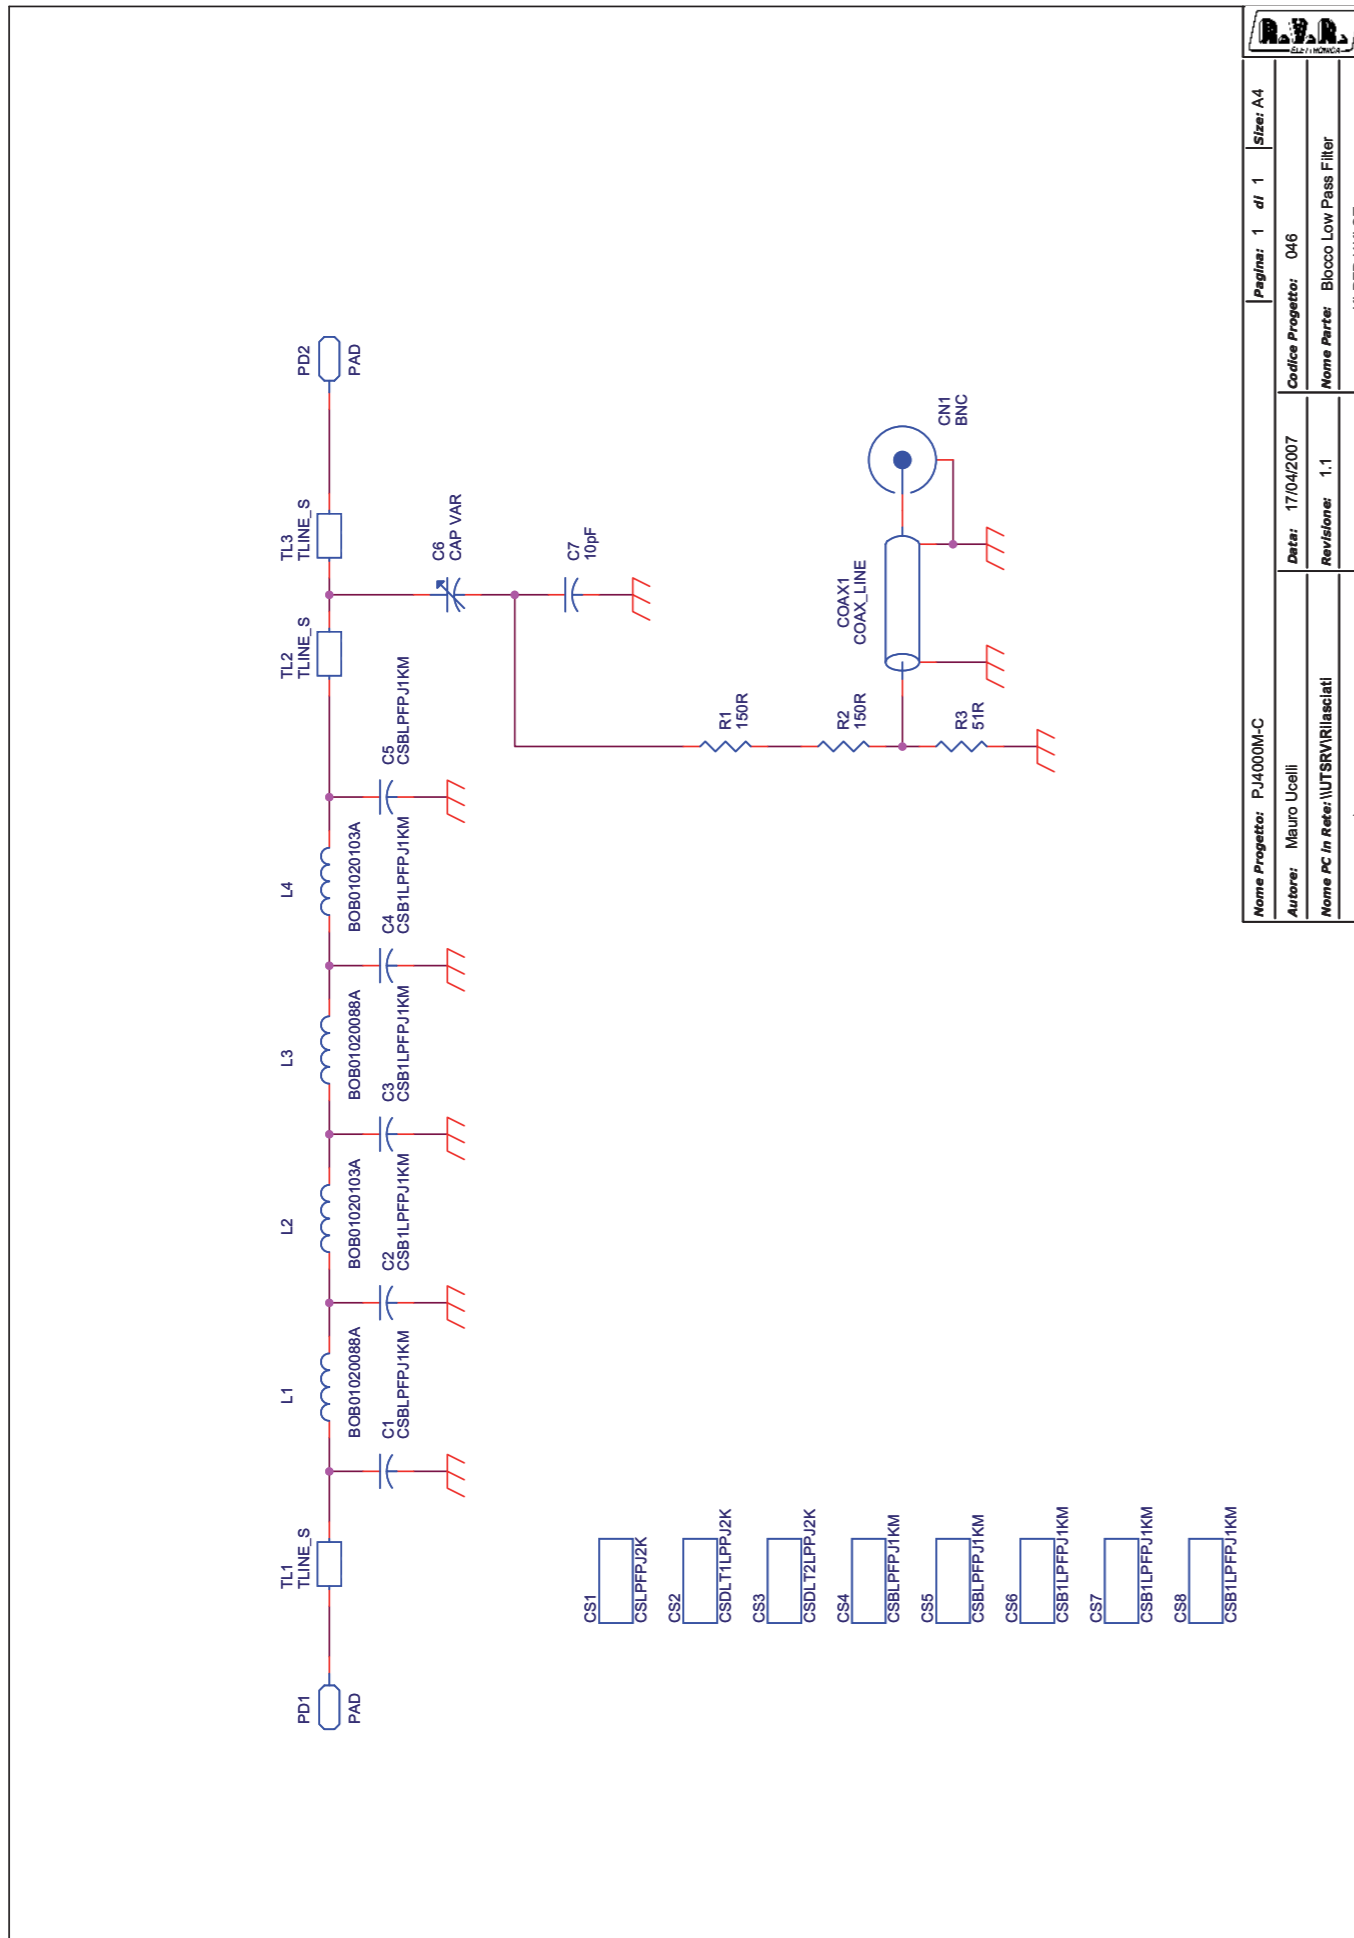 PD1
PAD
TL1
TLINE_S
C1
CSBLPFPJ1KM
L1
BOB01020088A
C2
CSB1LPFPJ1KM
L2
BOB01020103A
C3
CSB1LPFPJ1KM
L3
BOB01020088A
C4
CSB1LPFPJ1KM
L4
BOB01020103A
C5
CSBLPFPJ1KM
TL2
TLINE_S
TL3
TLINE_S
PD2
PAD
C6
CAP VAR
C7
10pF
R1
150R
R2
150R
R3
51R
COAX1
COAX_LINE
CN1
BNC
CS1
CSLPFPJ2K
CS2
CSDLT1LPPJ2K
CS3
CSDLT2LPPJ2K
CS4
CSBLPFPJ1KM
CS5
CSBLPFPJ1KM
CS6
CSB1LPFPJ1KM
CS7
CSB1LPFPJ1KM
CS8
CSB1LPFPJ1KM
Nome Progetto: PJ4000M-C
Pagina: 1 di 1
Size: A4
Autore: Mauro Ucelli
Data: 17/04/2007
Codice Progetto: 046
Nome PC in Rete: \\UTSRV\Rilasciati
Revisione: 1.1
Nome Parte: Blocco Low Pass Filter
R.V.R.
ELETTRONICA